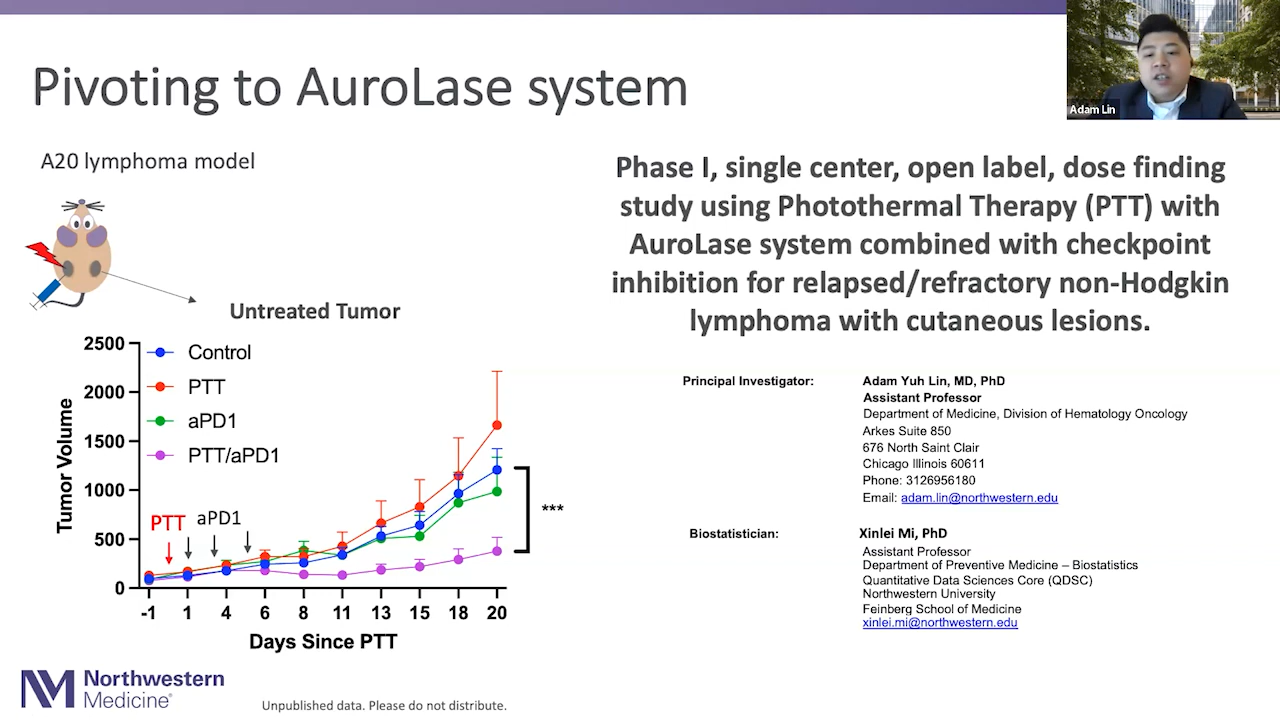 Pivoting to AuroLase system
Adam Lin
A20 lymphoma model
Untreated Tumor
2500
2000
1500
1000
500
0
Tumor Volume
Control
PTT
aPD1
PTT/aPD1
PTT
aPD1
***
-1 1 4 6 8 11 13 15 18 20
Days Since PTT
Phase I, single center, open label, dose finding
study using Photothermal Therapy (PTT) with
AuroLase system combined with checkpoint
inhibition for relapsed/refractory non-Hodgkin
lymphoma with cutaneous lesions.
Principal Investigator: Adam Yuh Lin, MD, PhD
Assistant Professor
Department of Medicine, Division of Hematology Oncology
Arkes Suite 850
676 North Saint Clair
Chicago Illinois 60611
Phone: 3126956180
Email: adam.lin@northwestern.edu
Biostatistician: Xinlei Mi, PhD
Assistant Professor
Department of Preventive Medicine – Biostatistics
Quantitative Data Sciences Core (QDSC)
Northwestern University
Feinberg School of Medicine
xinlei.mi@northwestern.edu
NM Northwestern
Medicine®
Unpublished data. Please do not distribute.